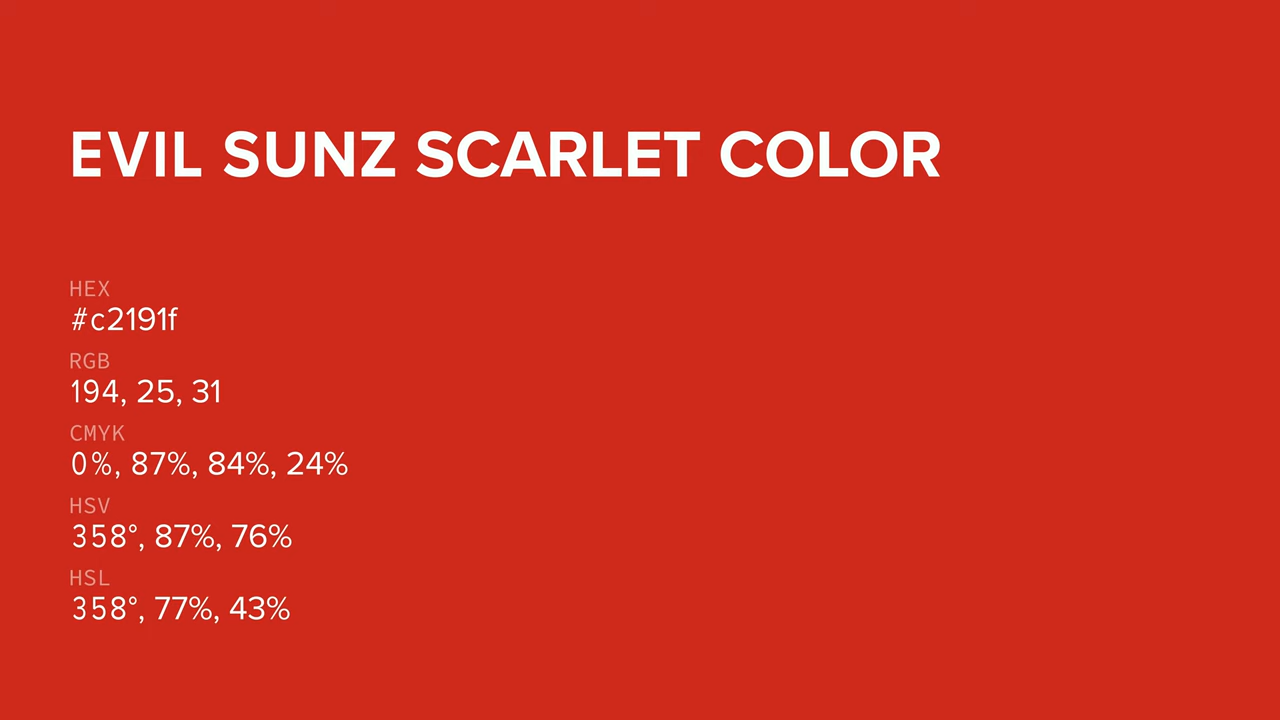 EVIL SUNZ SCARLET COLOR
HEX
#c2191f
RGB
194, 25, 31
CMYK
0%, 87%, 84%, 24%
HSV
358°, 87%, 76%
HSL
358°, 77%, 43%